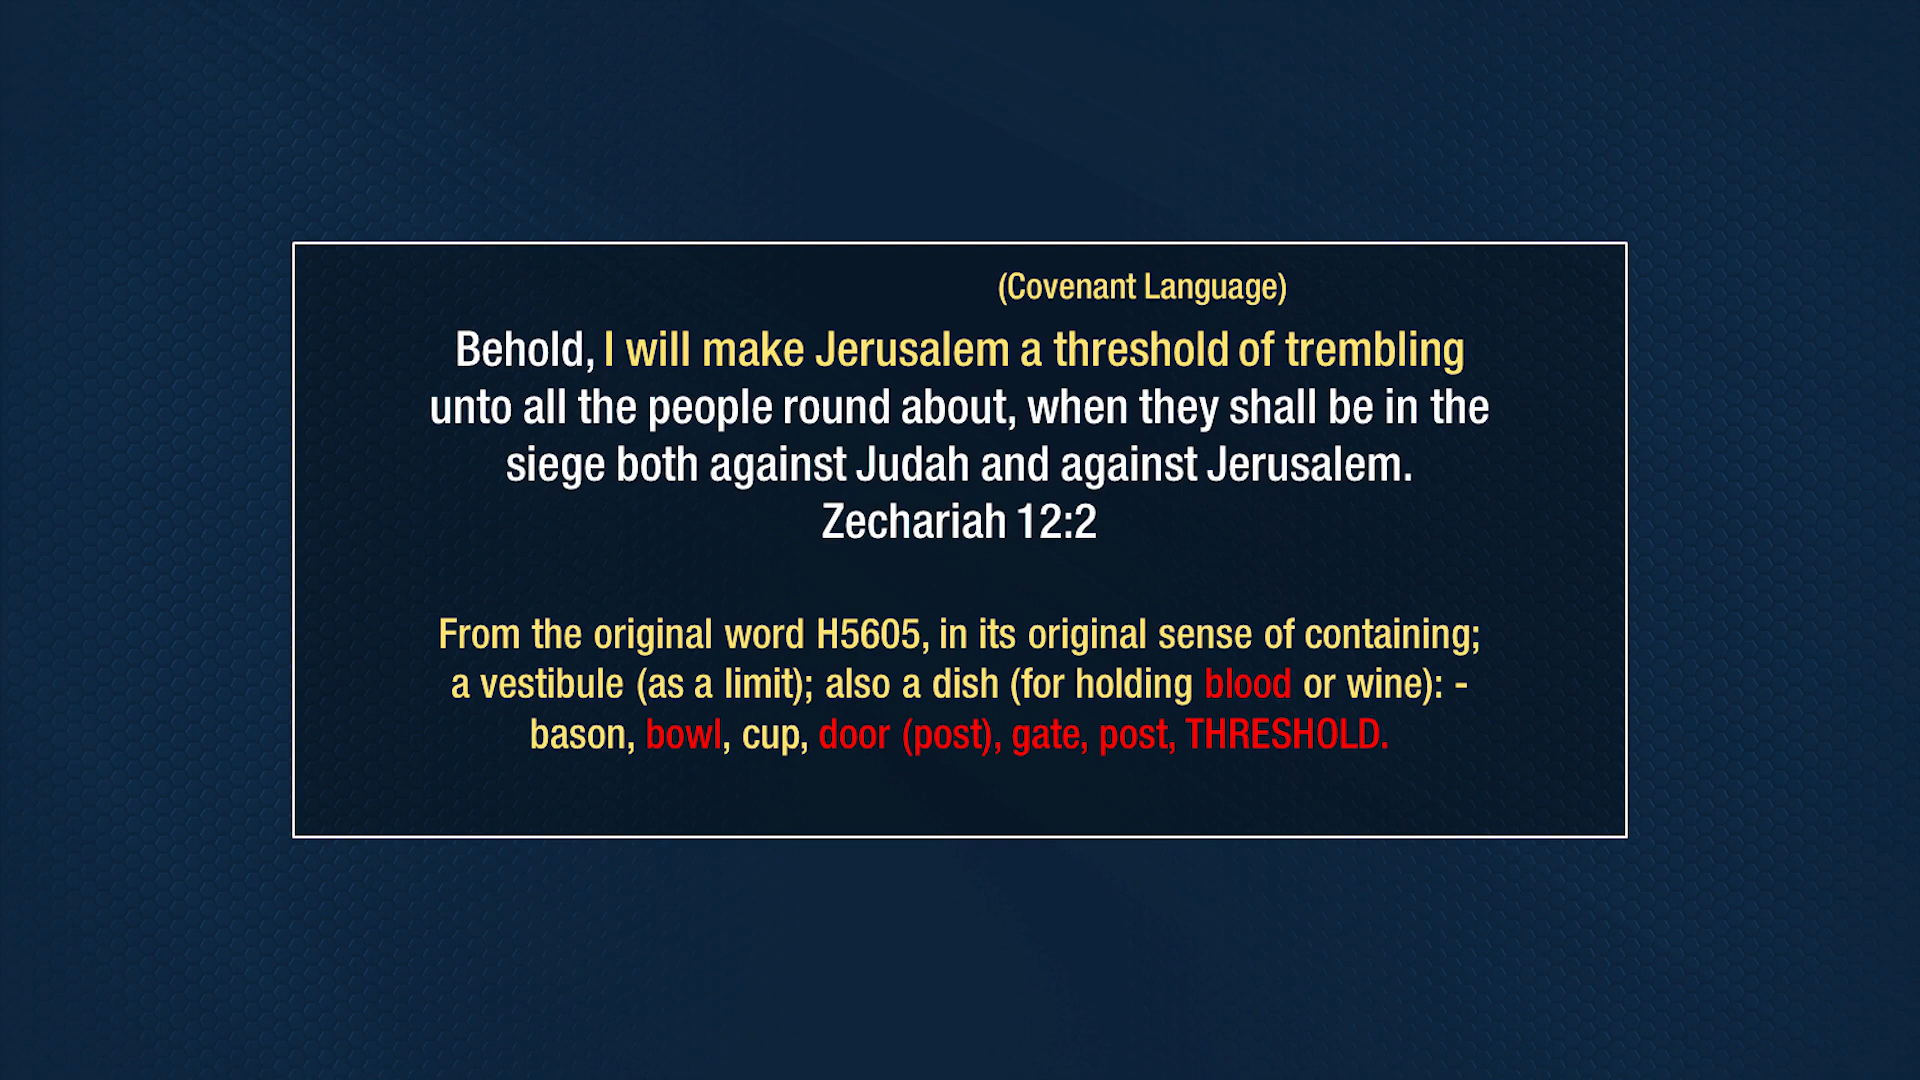 (Covenant Language)
Behold, I will make Jerusalem a threshold of trembling
unto all the people round about, when they shall be in the
siege both against Judah and against Jerusalem.
Zechariah 12:2
From the original word H5605, in its original sense of containing;
a vestibule (as a limit); also a dish (for holding blood or wine): -
bason, bowl, cup, door (post), gate, post, THRESHOLD.